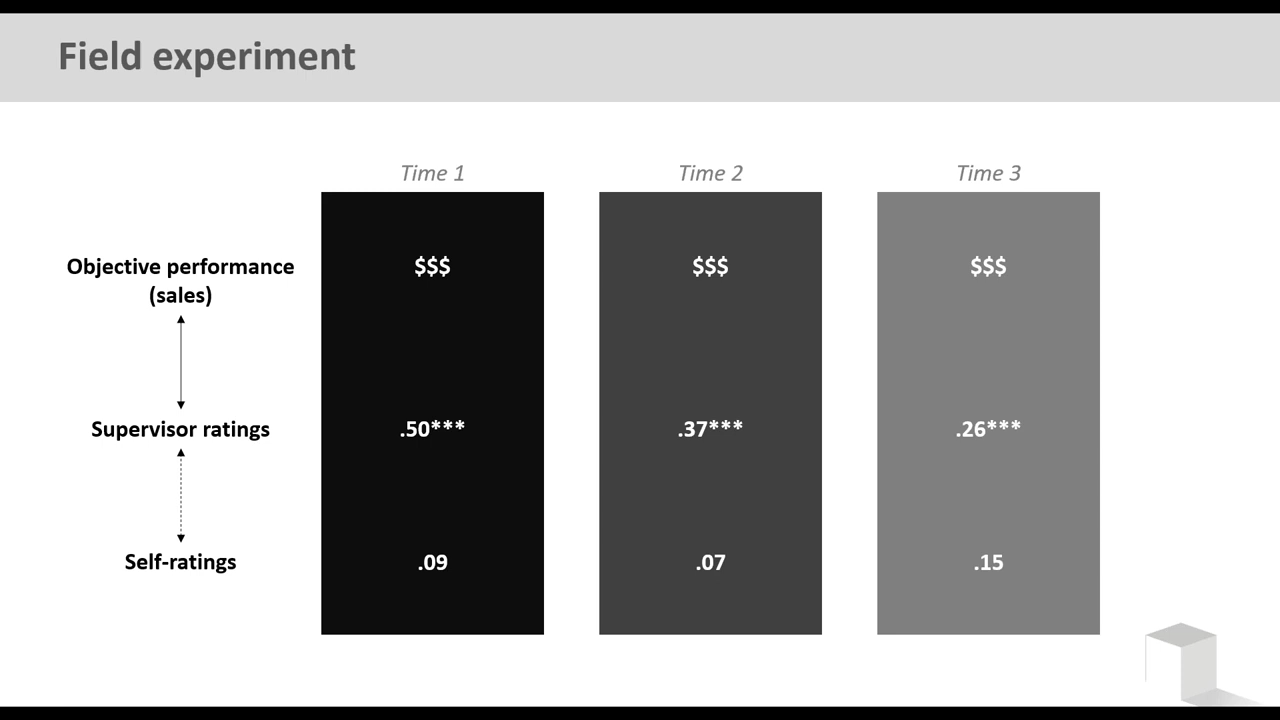 Field experiment
Time 1
Time 2
Time 3
Objective performance
(sales)
$$$
$$$
$$$
Supervisor ratings
.50***
.37***
.26***
Self-ratings
.09
.07
.15